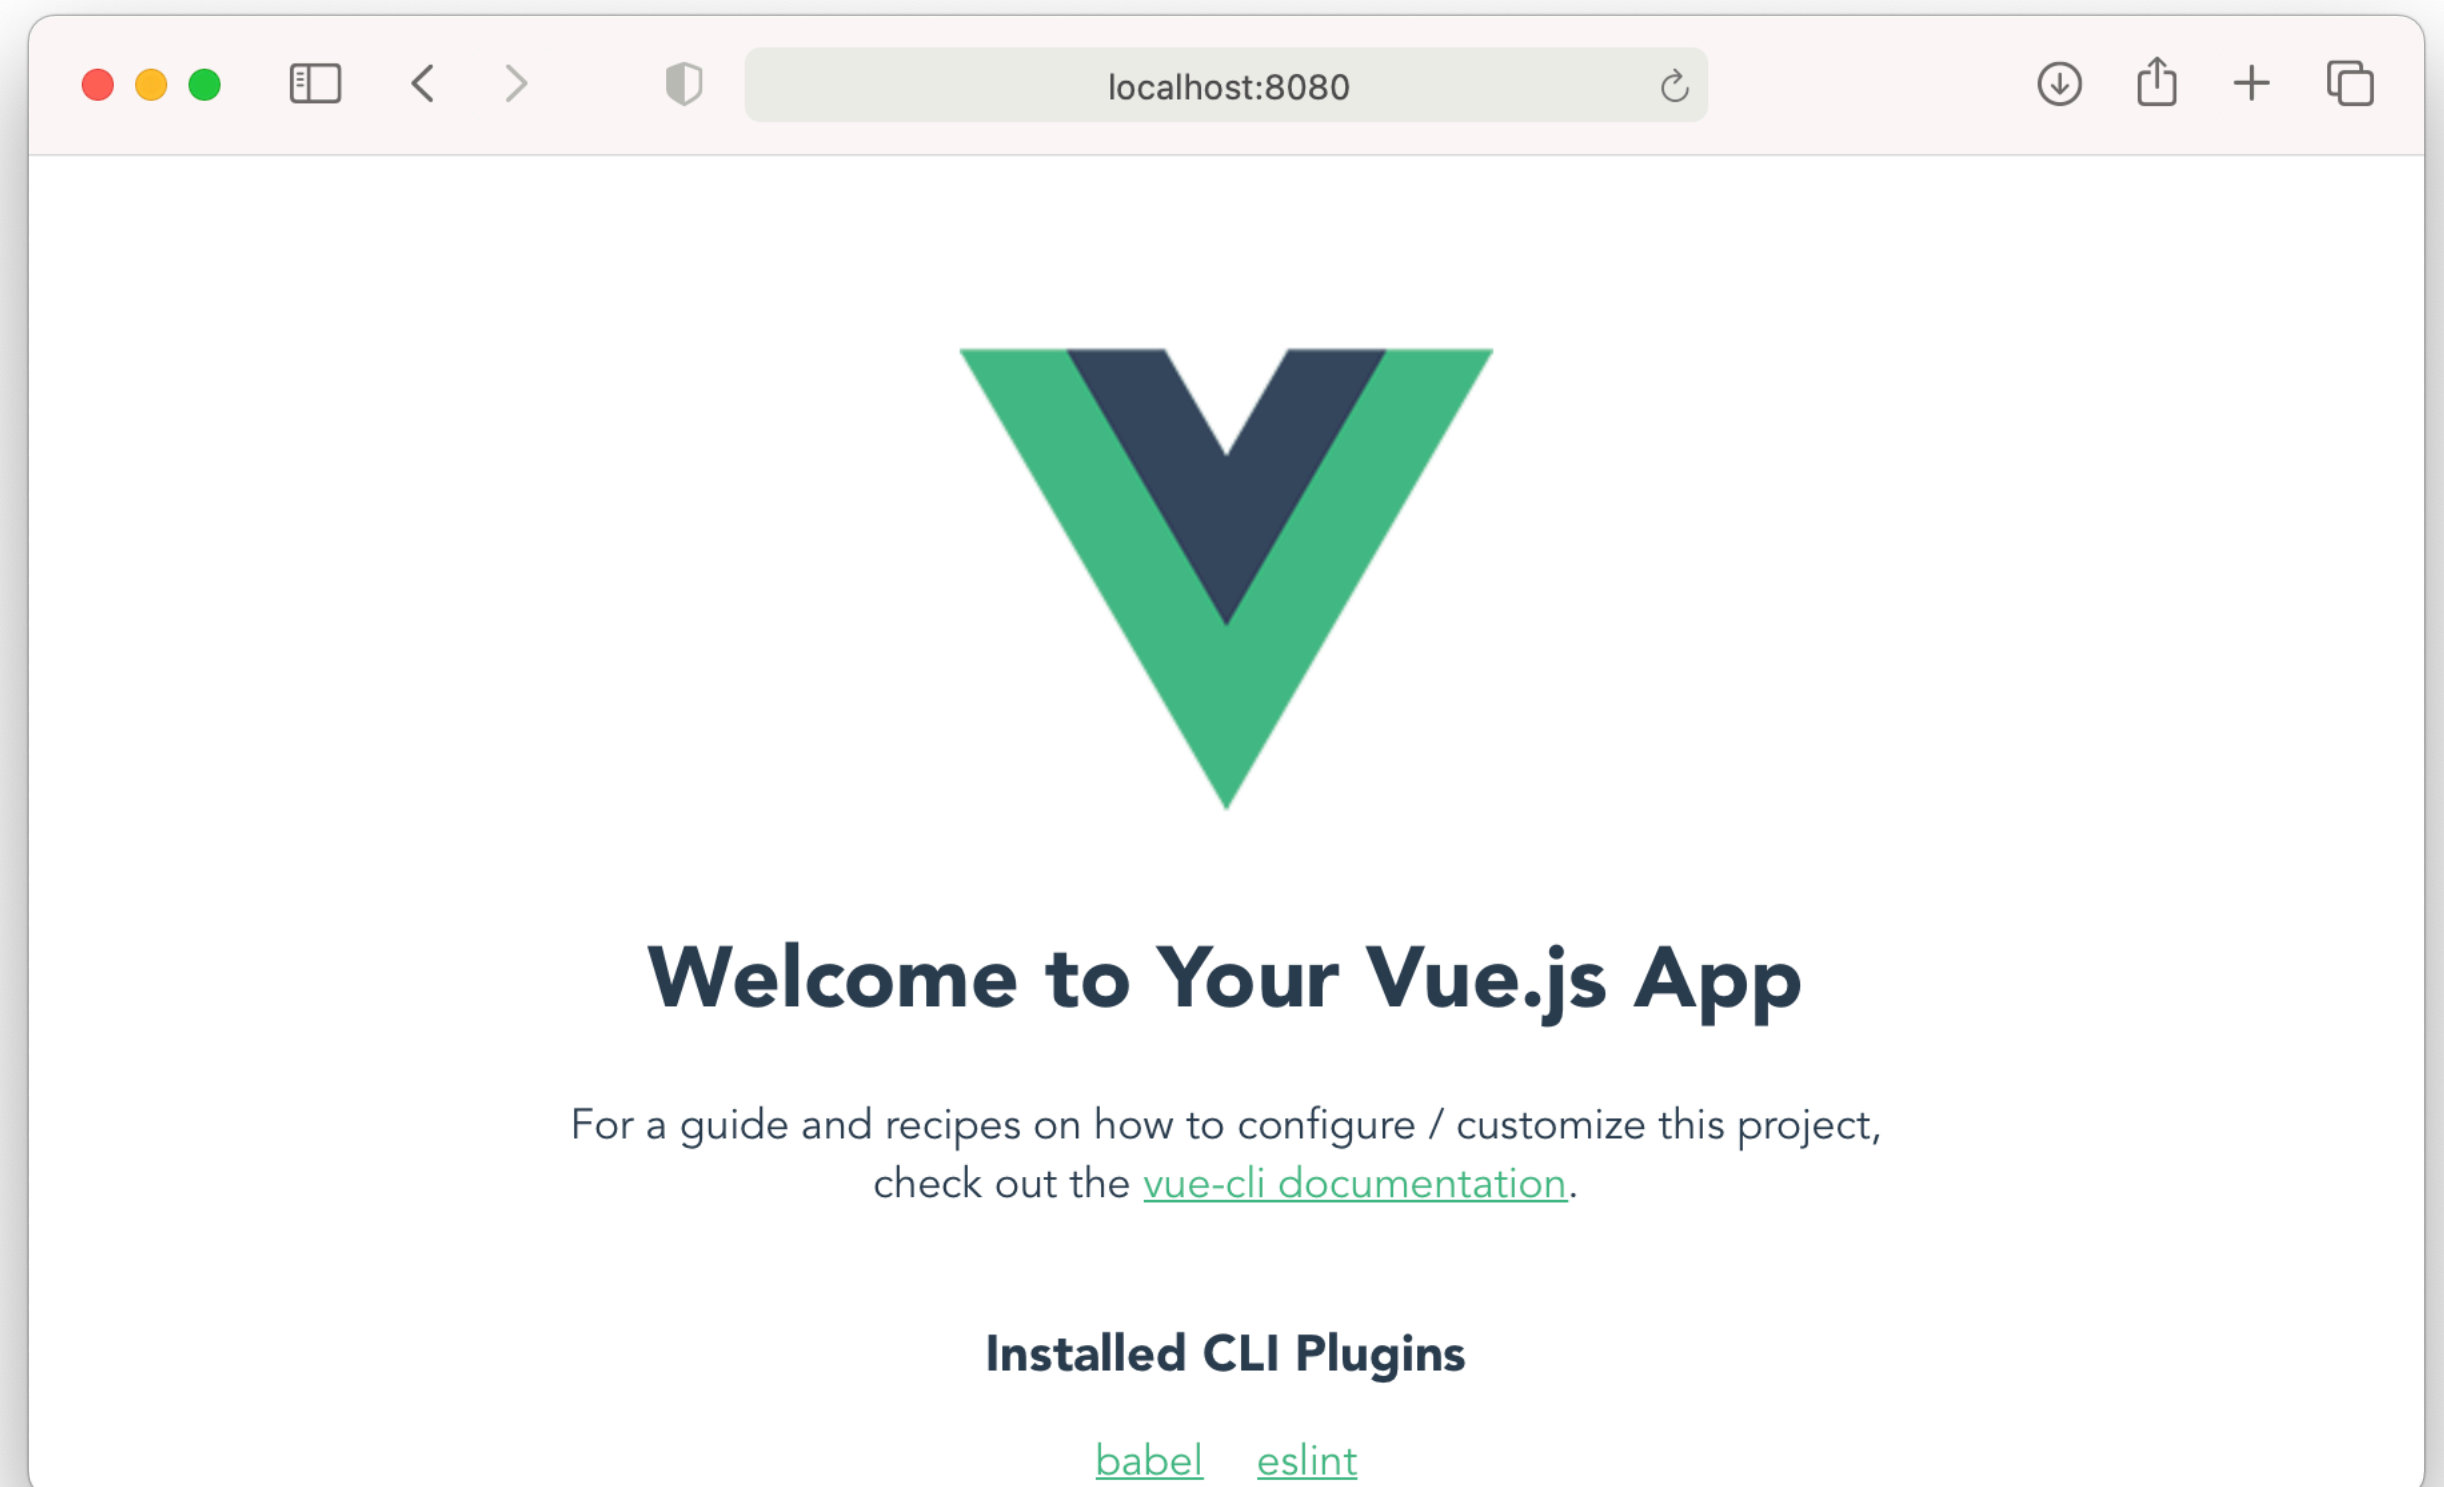 localhost:8080
Welcome to Your Vue.js App
For a guide and recipes on how to configure / customize this project,
check out the vue-cli documentation.
Installed CLI Plugins
babel eslint